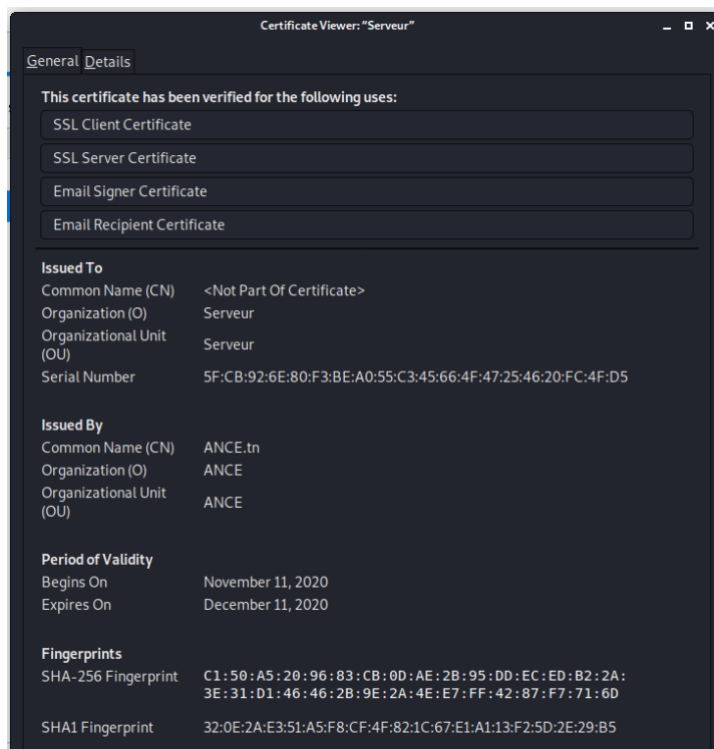 Certificate Viewer: "Serveur"
General Details
This certificate has been verified for the following uses:
SSL Client Certificate
SSL Server Certificate
Email Signer Certificate
Email Recipient Certificate
Issued To
Common Name (CN) <Not Part Of Certificate>
Organization (O) Serveur
Organizational Unit (OU) Serveur
Serial Number 5F:CB:92:6E:80:F3:BE:A0:55:C3:45:66:4F:47:25:46:20:FC:4F:D5
Issued By
Common Name (CN) ANCE.tn
Organization (O) ANCE
Organizational Unit (OU) ANCE
Period of Validity
Begins On November 11, 2020
Expires On December 11, 2020
Fingerprints
SHA-256 Fingerprint C1:50:A5:20:96:83:CB:0D:AE:2B:95:DD:EC:ED:B2:2A:
3E:31:D1:46:46:2B:9E:2A:4E:E7:FF:42:87:F7:71:6D
SHA1 Fingerprint 32:0E:2A:E3:51:A5:F8:CF:4F:82:1C:67:E1:A1:13:F2:5D:2E:29:B5